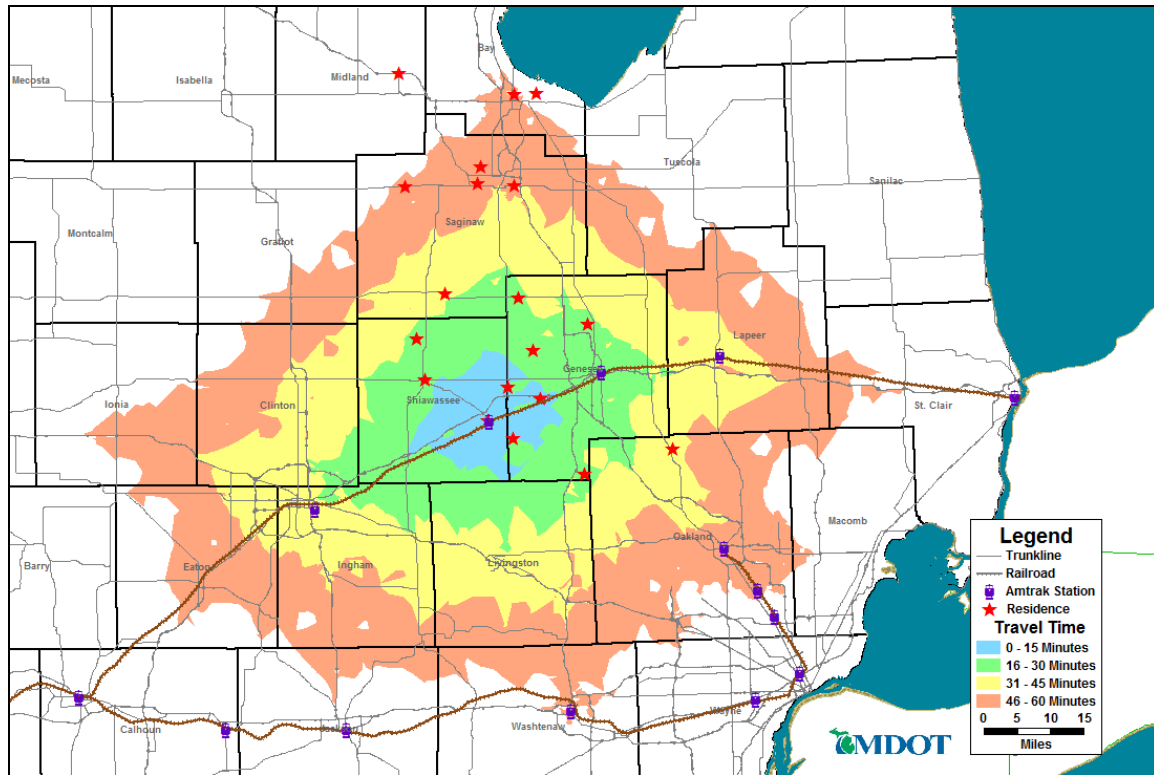 Bay
Mecosta
Isabella
Midland
Tuscola
Sanilac
Saginaw
Montcalm
Gratiot
Lapeer
Genes
Ionia
Clinton
Shiawassee
St. Clair
Macomb
Oakland
Barry
Eaton
Ingham
Livingston
Calhoun
Washtenaw
Wayne
Legend
Trunkline
Railroad
Amtrak Station
Residence
Travel Time
0 - 15 Minutes
16 - 30 Minutes
31 - 45 Minutes
46 - 60 Minutes
0 5 10 15
Miles
MDOT